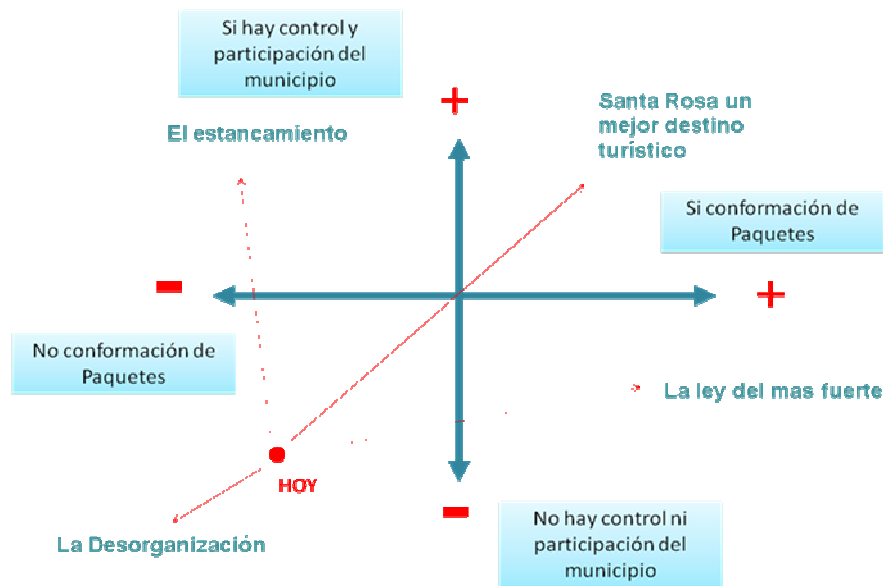 Si hay control y
participación del
municipio
El estancamiento
+
Santa Rosa un
mejor destino
turístico
Si conformación de
Paquetes
-
+
No conformación de
Paquetes
La ley del mas fuerte
HOY
-
La Desorganización
No hay control ni
participación del
municipio